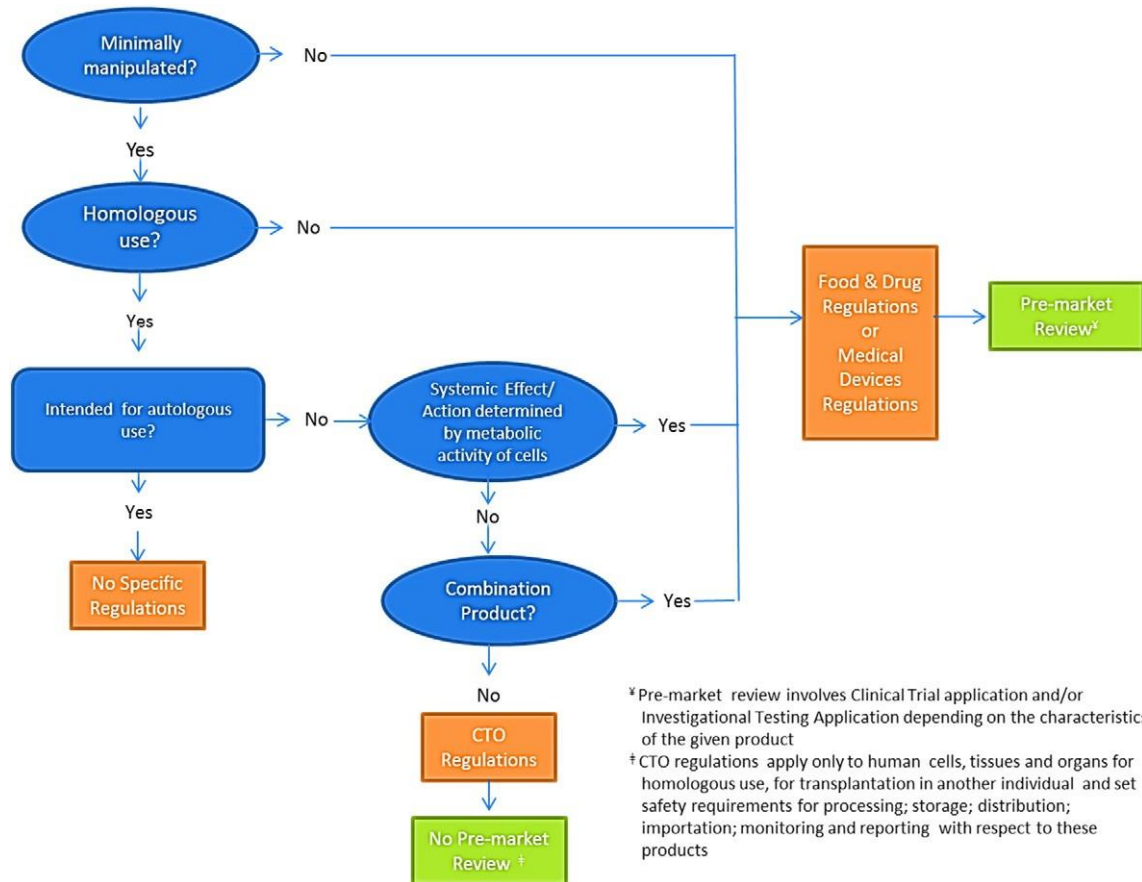 Minimally
manipulated?
No
Yes
Homologous
use?
No
Yes
Intended for autologous
use?
No
Systemic Effect/
Action determined
by metabolic
activity of cells
Yes
Food & Drug
Regulations
or
Medical
Devices
Regulations
Pre-market
Review¥
Yes
No
No Specific
Regulations
Combination
Product?
Yes
No
CTO
Regulations
No Pre-market
Review ‡
¥ Pre-market review involves Clinical Trial application and/or
Investigational Testing Application depending on the characteristic
of the given product
‡ CTO regulations apply only to human cells, tissues and organs for
homologous use, for transplantation in another individual and set
safety requirements for processing; storage; distribution;
importation; monitoring and reporting with respect to these
products